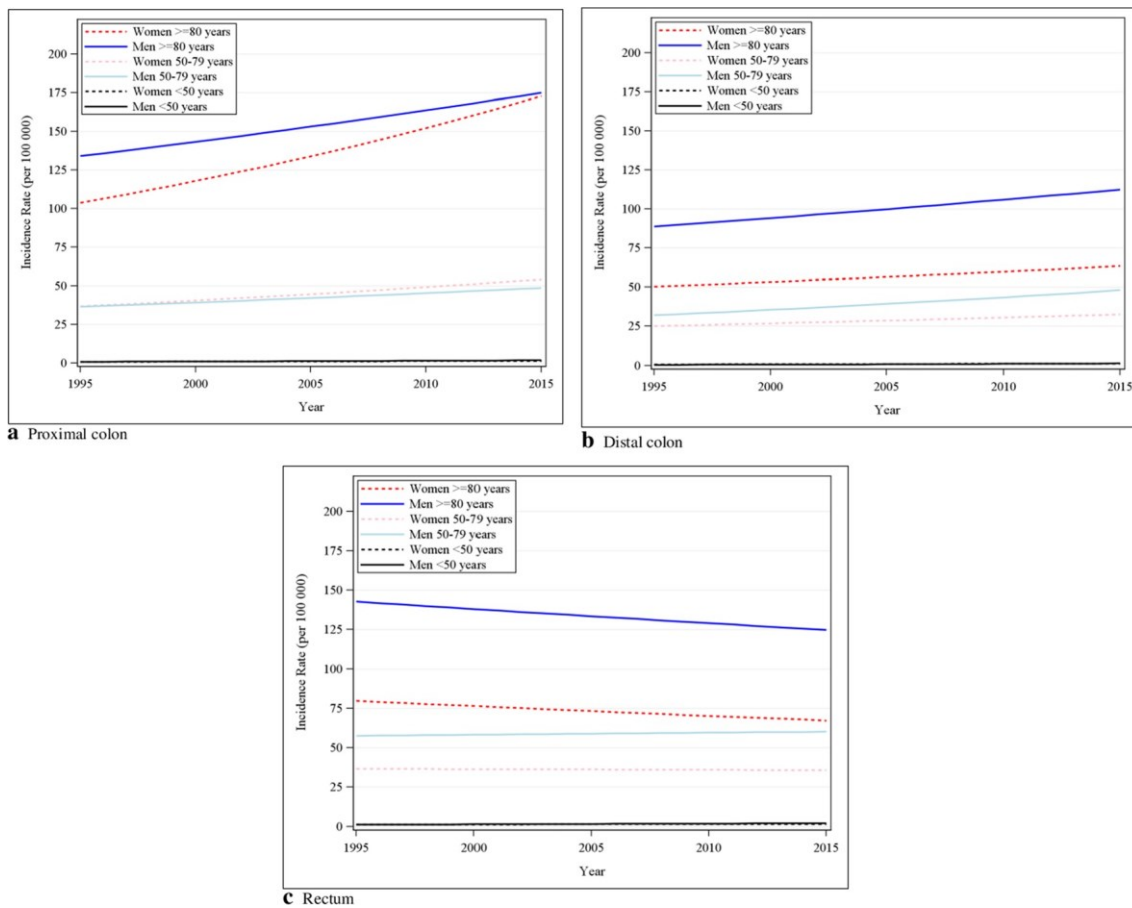 Women >=80 years
Men >=80 years
Women 50-79 years
Men 50-79 years
Women <50 years
Men <50 years
Incidence Rate (per 100 000)
200
175
150
125
100
75
50
25
0
1995 2000 2005 2010 2015
Year
a Proximal colon
Women >=80 years
Men >=80 years
Women 50-79 years
Men 50-79 years
Women <50 years
Men <50 years
Incidence Rate (per 100 000)
200
175
150
125
100
75
50
25
0
1995 2000 2005 2010 2015
Year
b Distal colon
Women >=80 years
Men >=80 years
Women 50-79 years
Men 50-79 years
Women <50 years
Men <50 years
Incidence Rate (per 100 000)
200
175
150
125
100
75
50
25
0
1995 2000 2005 2010 2015
Year
c Rectum